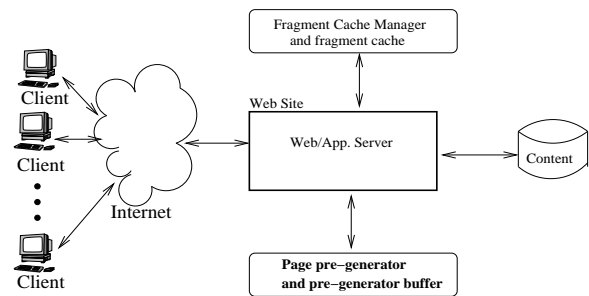 Fragment Cache Manager
and fragment cache
Client
Web Site
Web/App. Server
Client
Content
Internet
Client
Page pre−generator
and pre−generator buffer